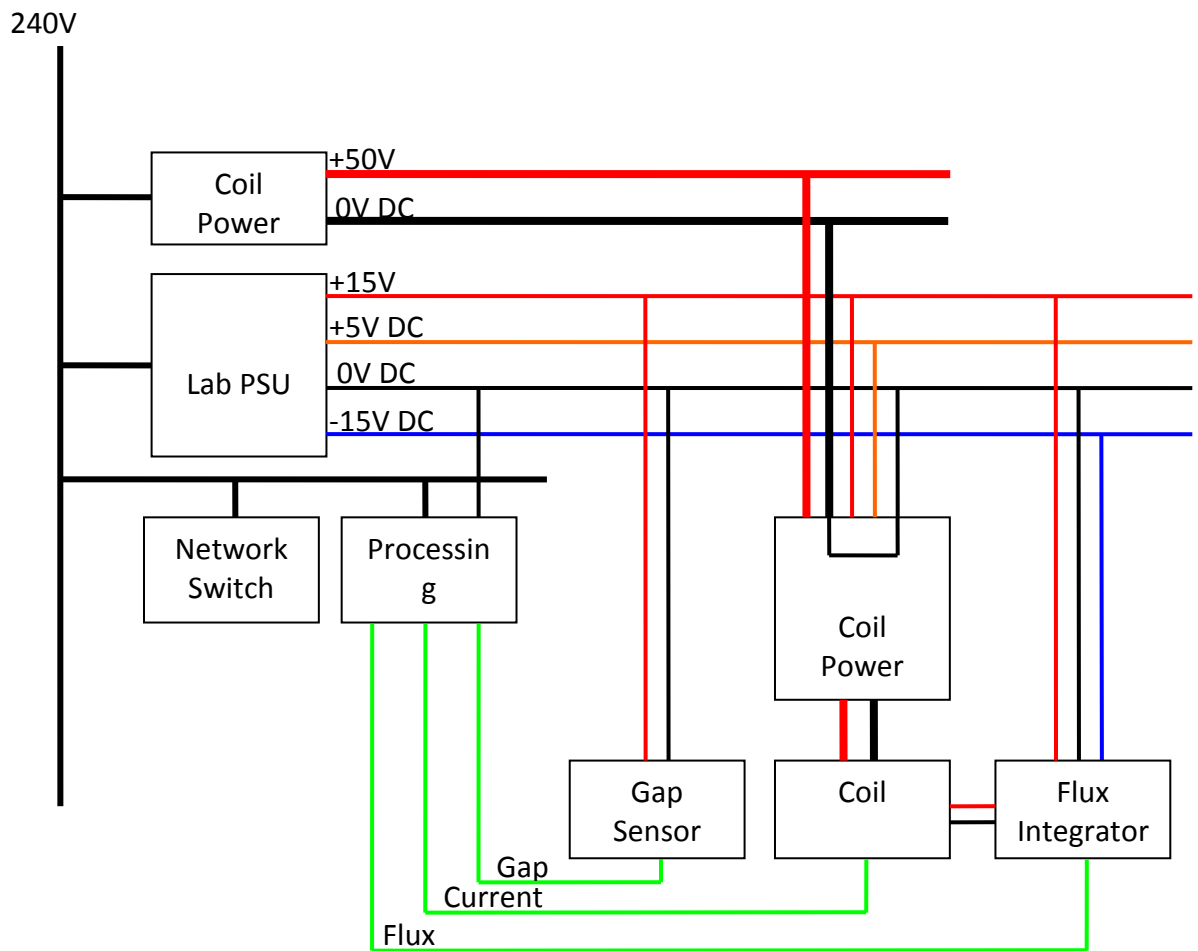 240V
Coil
Power
+50V
0V DC
Lab PSU
+15V
+5V DC
0V DC
-15V DC
Network
Switch
Processin
g
Coil
Power
Gap
Sensor
Coil
Flux
Integrator
Gap
Current
Flux